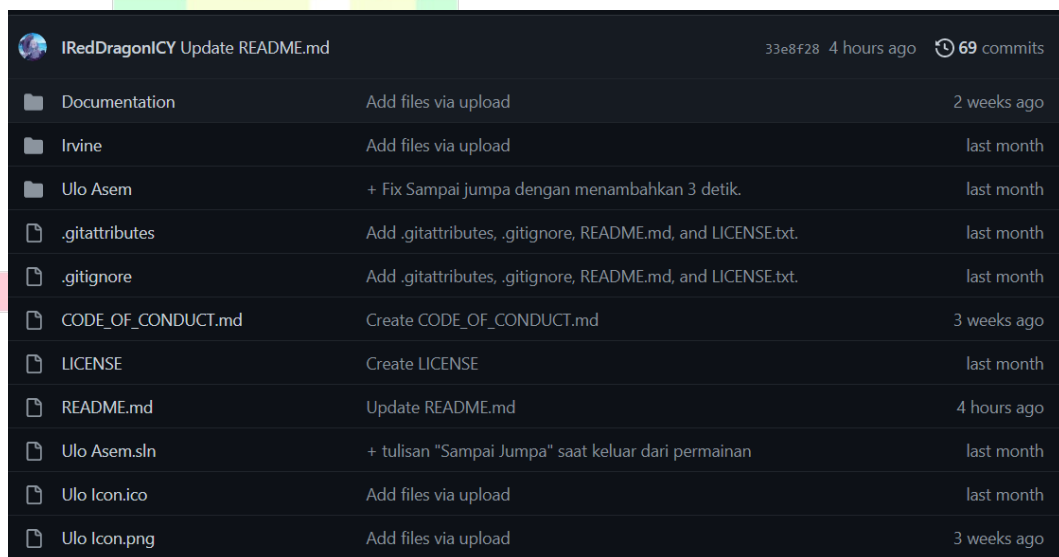 IRedDragonICY Update README.md 33e8f28 4 hours ago 69 commits
Documentation Add files via upload 2 weeks ago
Irvine Add files via upload last month
Ulo Asem + Fix Sampai jumpa dengan menambahkan 3 detik. last month
.gitattributes Add .gitattributes, .gitignore, README.md, and LICENSE.txt. last month
.gitignore Add .gitattributes, .gitignore, README.md, and LICENSE.txt. last month
CODE_OF_CONDUCT.md Create CODE_OF_CONDUCT.md 3 weeks ago
LICENSE Create LICENSE last month
README.md Update README.md 4 hours ago
Ulo Asem.sln + tulisan "Sampai Jumpa" saat keluar dari permainan last month
Ulo Icon.ico Add files via upload last month
Ulo Icon.png Add files via upload 3 weeks ago